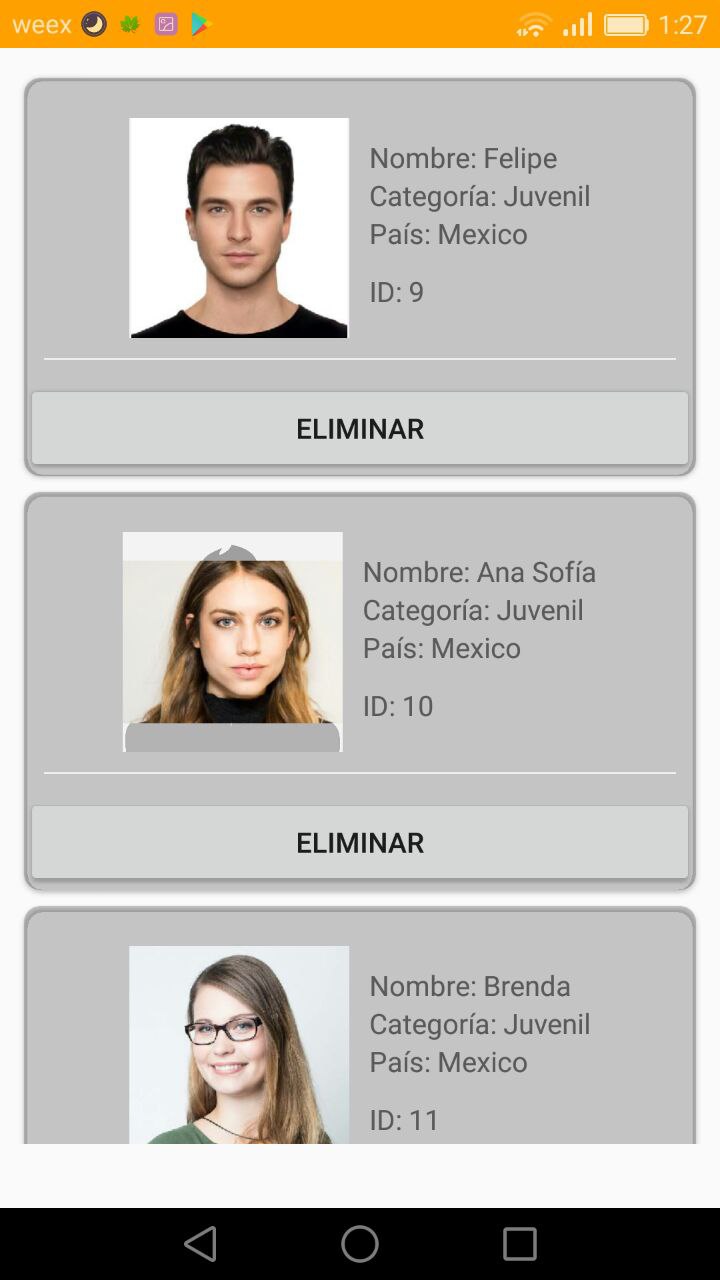 weex 1:27
Nombre: Felipe
Categoría: Juvenil
País: Mexico
ID: 9
ELIMINAR
Nombre: Ana Sofía
Categoría: Juvenil
País: Mexico
ID: 10
ELIMINAR
Nombre: Brenda
Categoría: Juvenil
País: Mexico
ID: 11